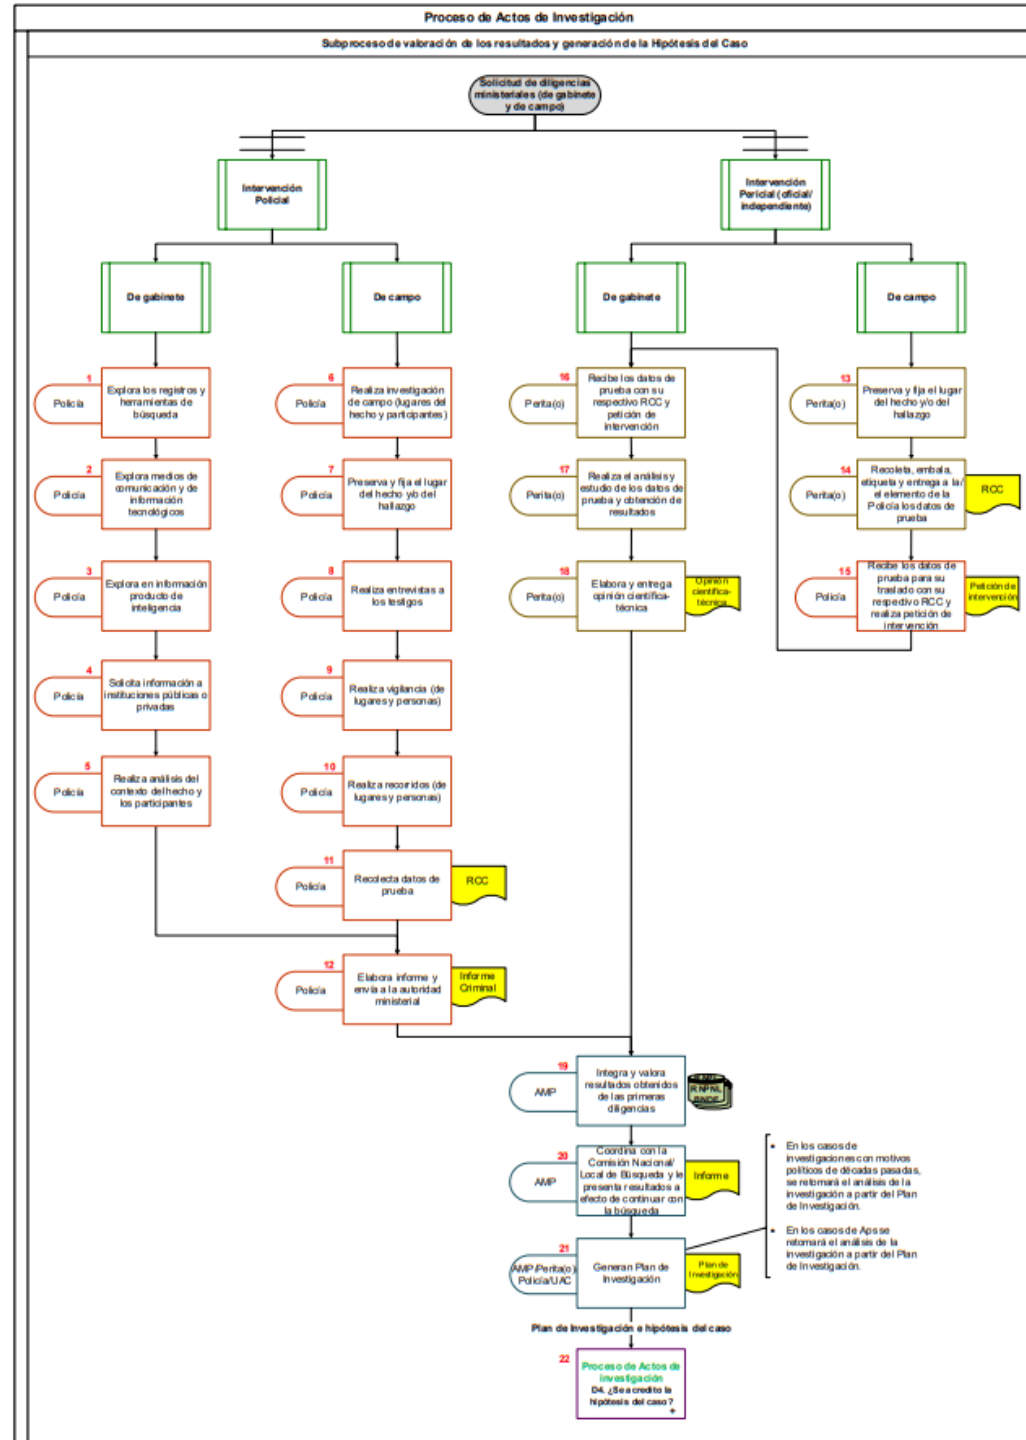 Proceso de Actos de Investigación
Subproceso de valoración de los resultados y generación de la Hipótesis del Caso
Solicitud de diligencias
ministeriales (de gabinete
y de campo)
Intervención
Policial
Intervención
Pericial (oficial/
independiente)
De gabinete
De campo
De gabinete
De campo
1
Policía
Explora los registros y
herramientas de
búsqueda
6
Policía
Realiza investigación
de campo (lugares del
hecho y participantes)
16
Perita(o)
Recibe los datos de
prueba con su
respectivo RCC y
petición de
intervención
13
Perita(o)
Preserva y fija el lugar
del hecho y/o del
hallazgo
2
Policía
Explora medios de
comunicación y de
información
tecnológicos
7
Policía
Preserva y fija el lugar
del hecho y/o del
hallazgo
17
Perita(o)
Realiza el análisis y
estudio de los datos de
prueba y obtención de
resultados
14
Perita(o)
Recoleta, embala,
etiqueta y entrega a la/
el elemento de la
Policía los datos de
prueba
RCC
3
Policía
Explora en información
producto de
inteligencia
8
Policía
Realiza entrevistas a
los testigos
18
Perita(o)
Elabora y entrega
opinión científica-
técnica
Opinión
científica-
técnica
15
Policía
Recibe los datos de
prueba para su
traslado con su
respectivo RCC y
realiza petición de
intervención
Petición de
intervención
4
Policía
Solicita información a
instituciones públicas o
privadas
9
Policía
Realiza vigilancia (de
lugares y personas)
5
Policía
Realiza análisis del
contexto del hecho y
los participantes
10
Policía
Realiza recorridos (de
lugares y personas)
11
Policía
Recolecta datos de
prueba
RCC
12
Policía
Elabora informe y
envía a la autoridad
ministerial
Informe
Criminal
19
AMP
Integra y valora
resultados obtenidos
de las primeras
diligencias
20
AMP
Coordina con la
Comisión Nacional/
Local de Búsqueda y le
presenta resultados a
efecto de continuar con
la búsqueda
Informe
21
AMP/Perita(o)
Policía/UAC
Generan Plan de
Investigación
Plan de
Investigación
• En los casos de
investigaciones con motivos
políticos de décadas pasadas,
se retomará el análisis de la
investigación a partir del Plan
de Investigación.
• En los casos de Aps se
retomará el análisis de la
investigación a partir del Plan
de Investigación.
Plan de Investigación e hipótesis del caso
22
Proceso de Actos de
investigación
D4. ¿Se acredito la
hipótesis del caso?
+